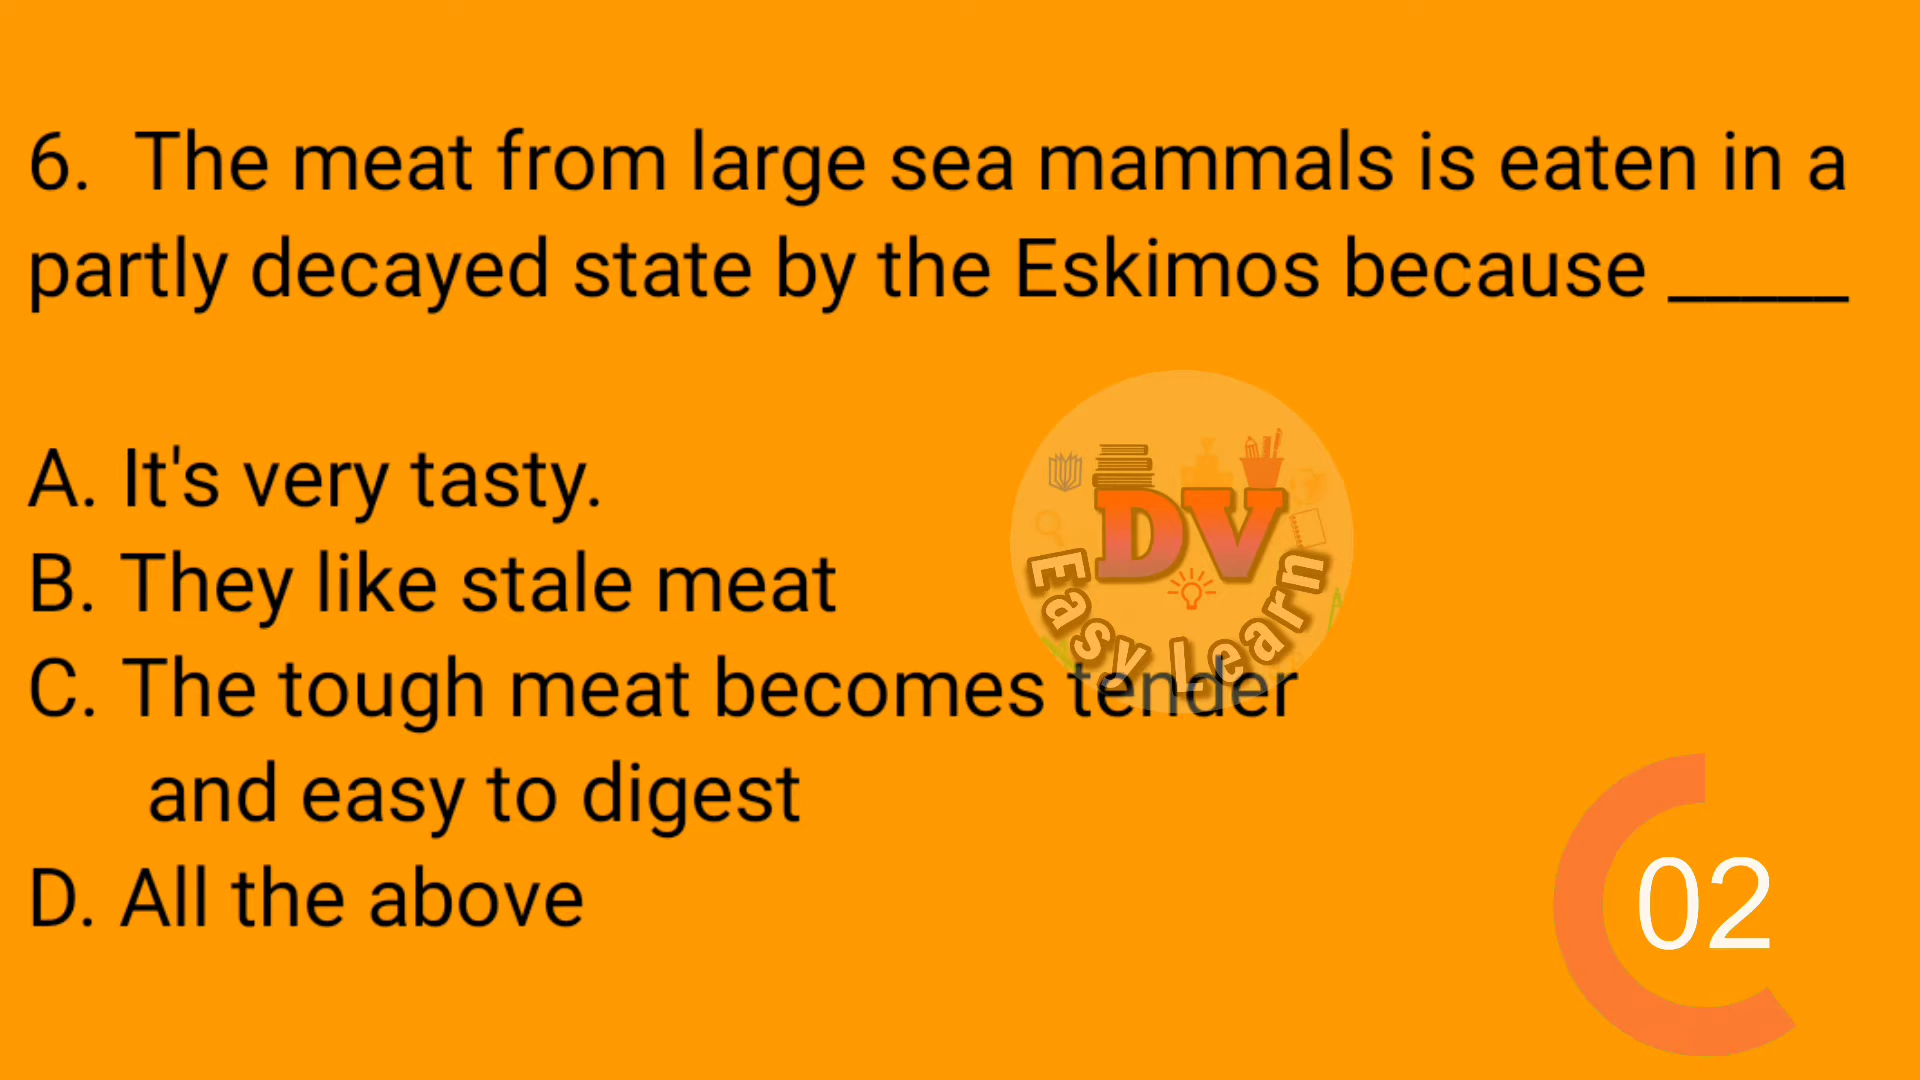 6. The meat from large sea mammals is eaten in a
partly decayed state by the Eskimos because _____
A. It's very tasty.
B. They like stale meat
C. The tough meat becomes tender
and easy to digest
D. All the above
DV
Easy Learn
02